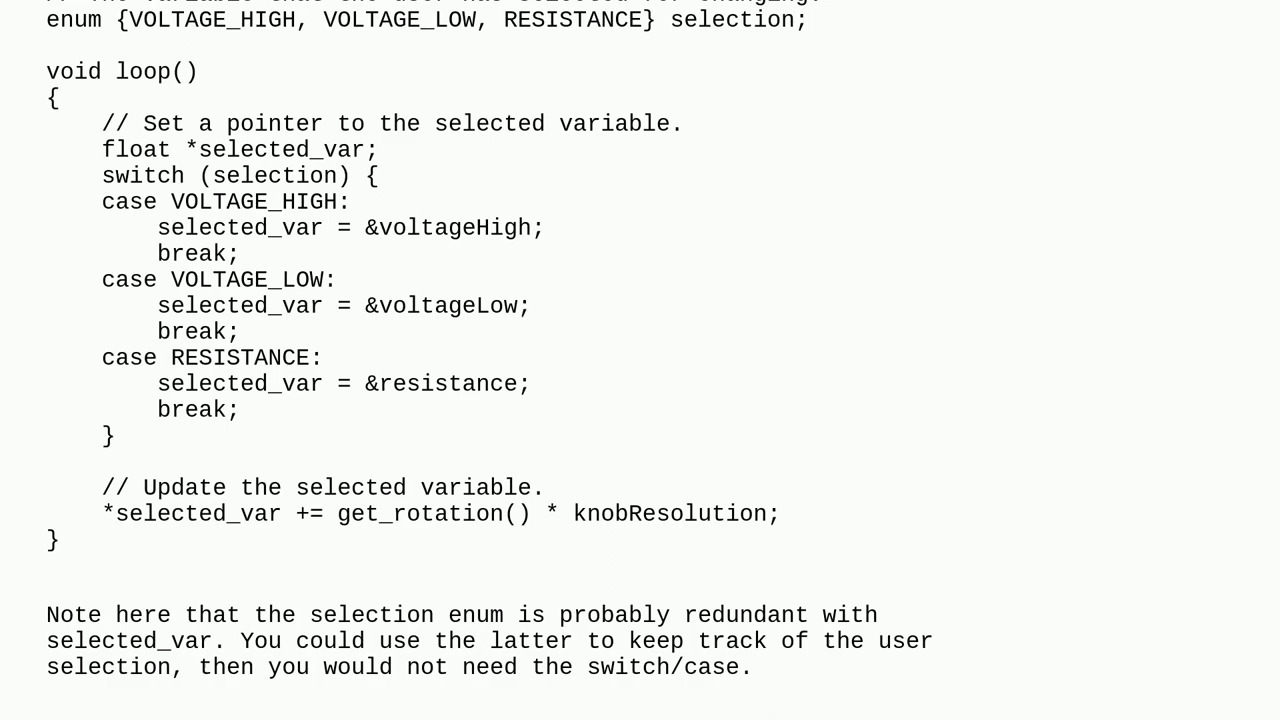 enum {VOLTAGE_HIGH, VOLTAGE_LOW, RESISTANCE} selection;
void loop()
{
// Set a pointer to the selected variable.
float *selected_var;
switch (selection) {
case VOLTAGE_HIGH:
selected_var = &voltageHigh;
break;
case VOLTAGE_LOW:
selected_var = &voltageLow;
break;
case RESISTANCE:
selected_var = &resistance;
break;
}
// Update the selected variable.
*selected_var += get_rotation() * knobResolution;
}
Note here that the selection enum is probably redundant with
selected_var. You could use the latter to keep track of the user
selection, then you would not need the switch/case.